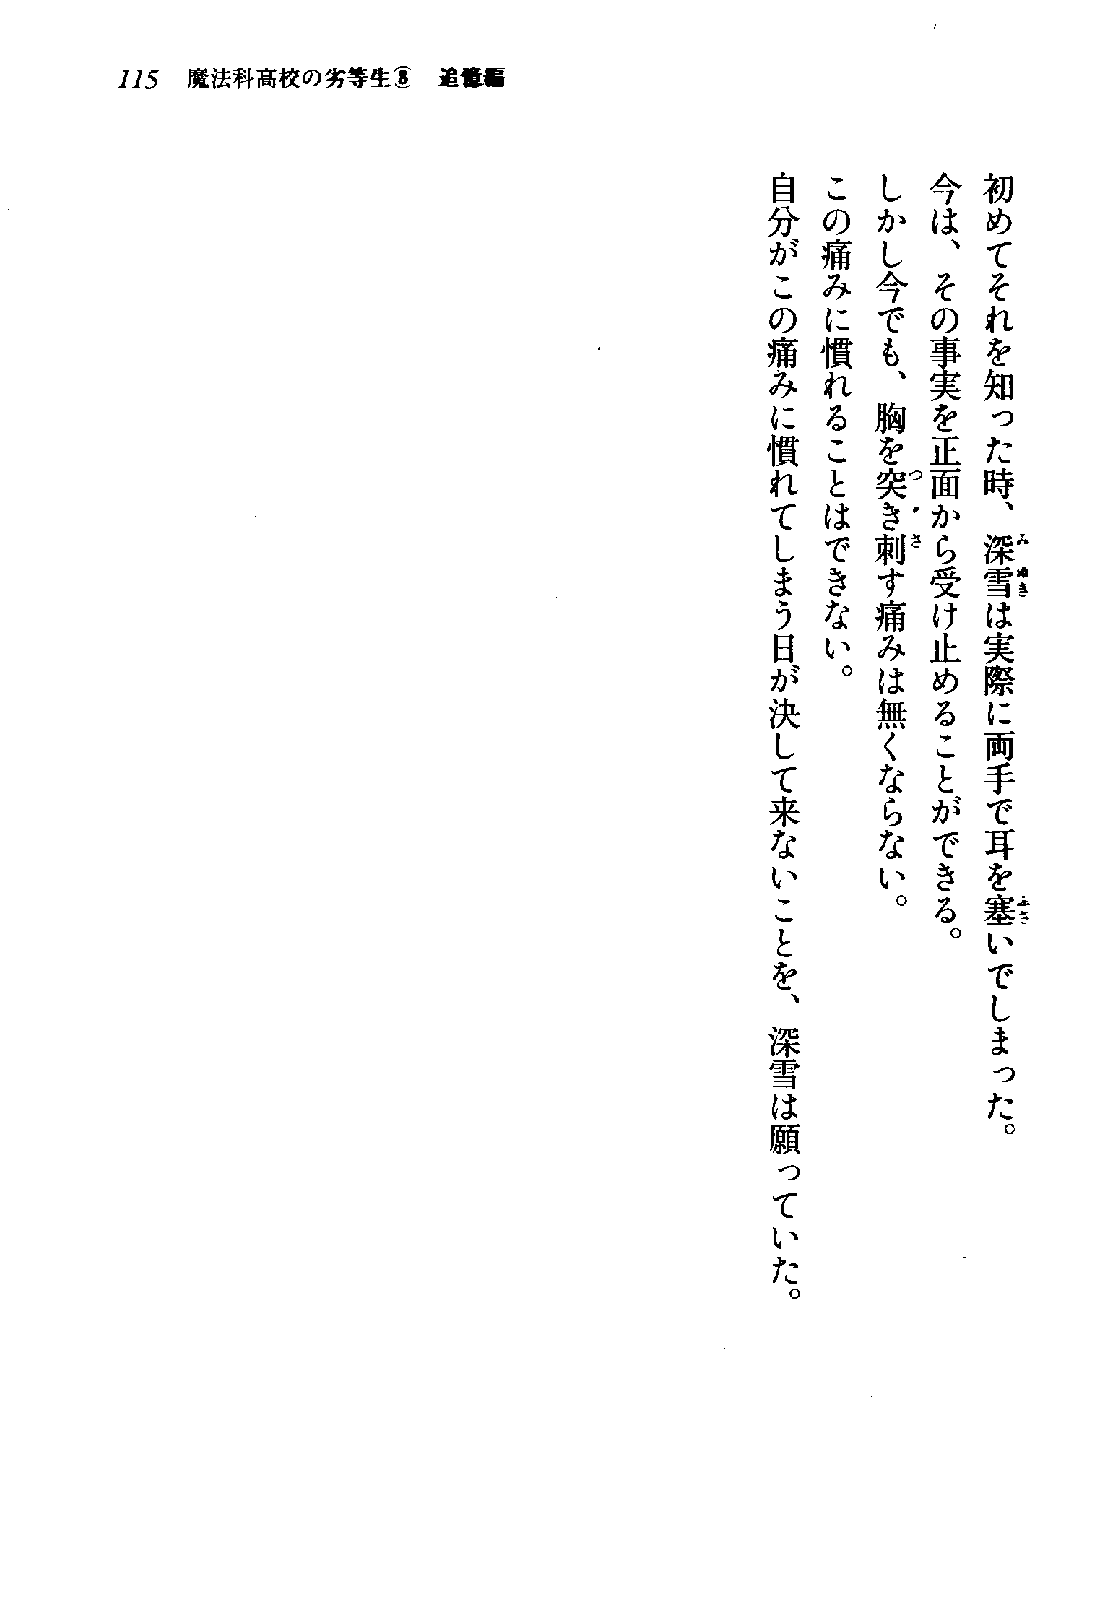 115 魔法科高校の劣等生⑧ 追憶編
初めてそれを知った時、深雪は実際に両手で耳を塞いでしまった。
今は、その事実を正面から受け止めることができる。
しかし今でも、胸を突き刺す痛みは無くならない。
この痛みに慣れることはできない。
自分がこの痛みに慣れてしまう日が決して来ないことを、深雪は願っていた。